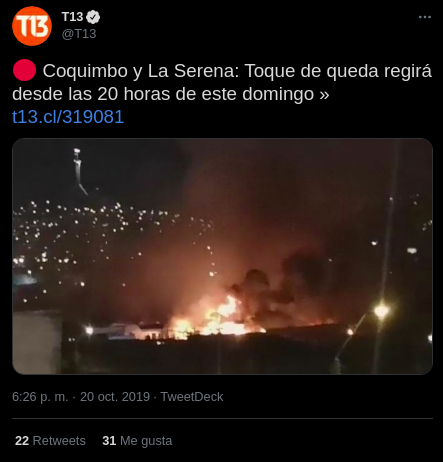 T13
T13
@T13
Coquimbo y La Serena: Toque de queda regirá
desde las 20 horas de este domingo »
t13.cl/319081
6:26 p. m. · 20 oct. 2019 · TweetDeck
22 Retweets 31 Me gusta